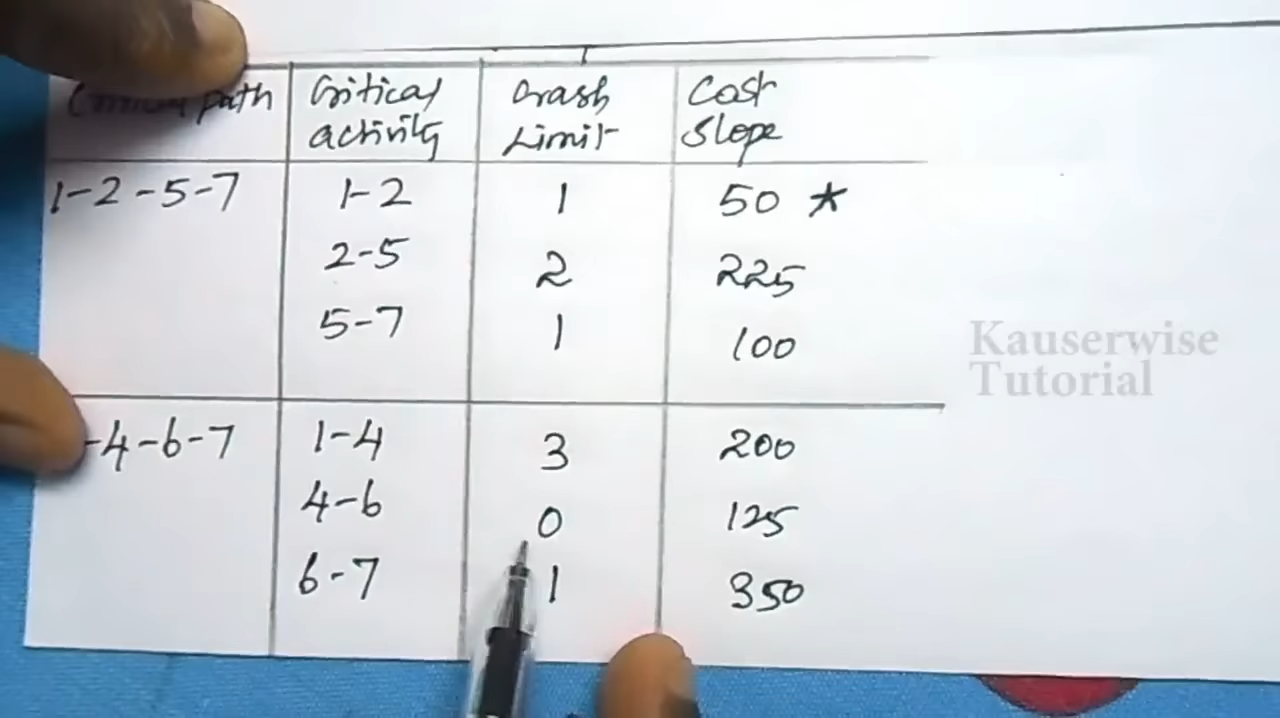 path Critical activity Crash Limit Cost Slope
1-2-5-7 1-2 1 50 ★
2-5 2 225
5-7 1 100
-4-6-7 1-4 3 200
4-6 0 125
6-7 1 350
Kauserwise
Tutorial